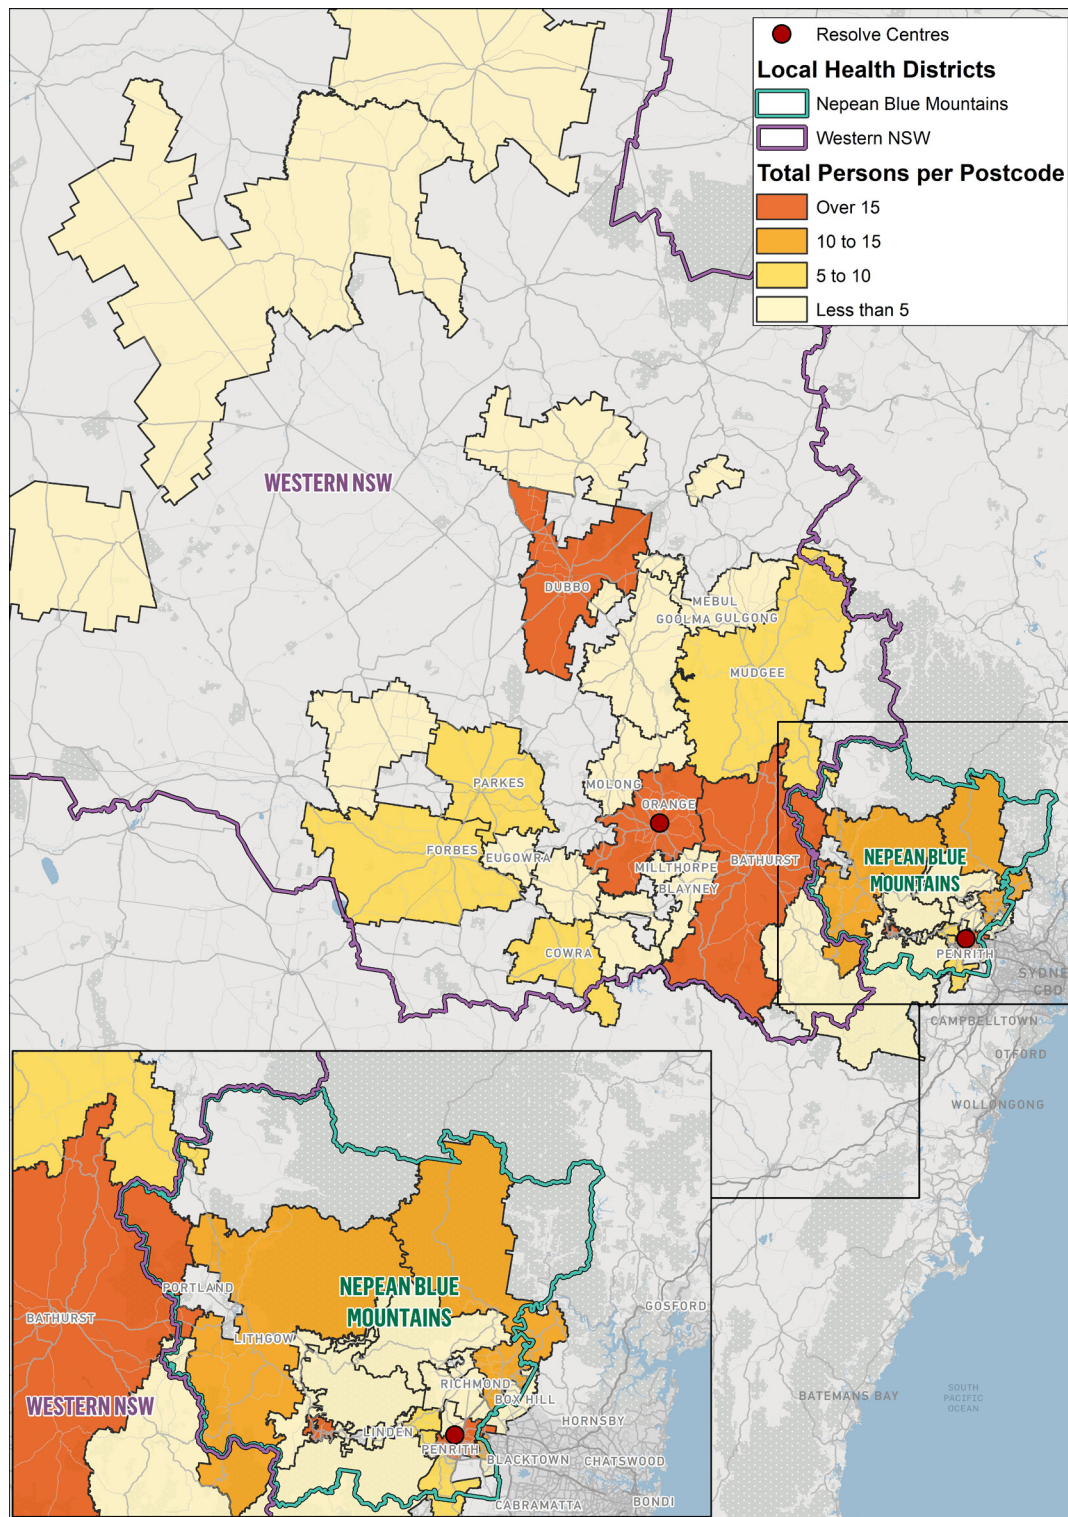 Resolve Centres
Local Health Districts
Nepean Blue Mountains
Western NSW
Total Persons per Postcode
Over 15
10 to 15
5 to 10
Less than 5
WESTERN NSW
DUBBO
MEBUL
GOOLMA
GULGONG
MUDGEE
PARKES
MOLONG
ORANGE
FORBES
EUGOWRA
MILLTHORPE
BATHURST
BLAYNEY
NEPEAN BLUE
MOUNTAINS
COWRA
PENRITH
SYDNE
CBO
CAMPBELLTOWN
OTFORD
WOLLONGONG
PORTLAND
NEPEAN BLUE
MOUNTAINS
GOSFORD
BATHURST
LITHGOW
RICHMOND
BOX HILL
WESTERN NSW
HORNSBY
LINDEN
PENRITH
BLACKTOWN
CHATSWOOD
CABRAMATTA
BONDI
BATEMANS BAY
SOUTH
PACIFIC
OCEAN